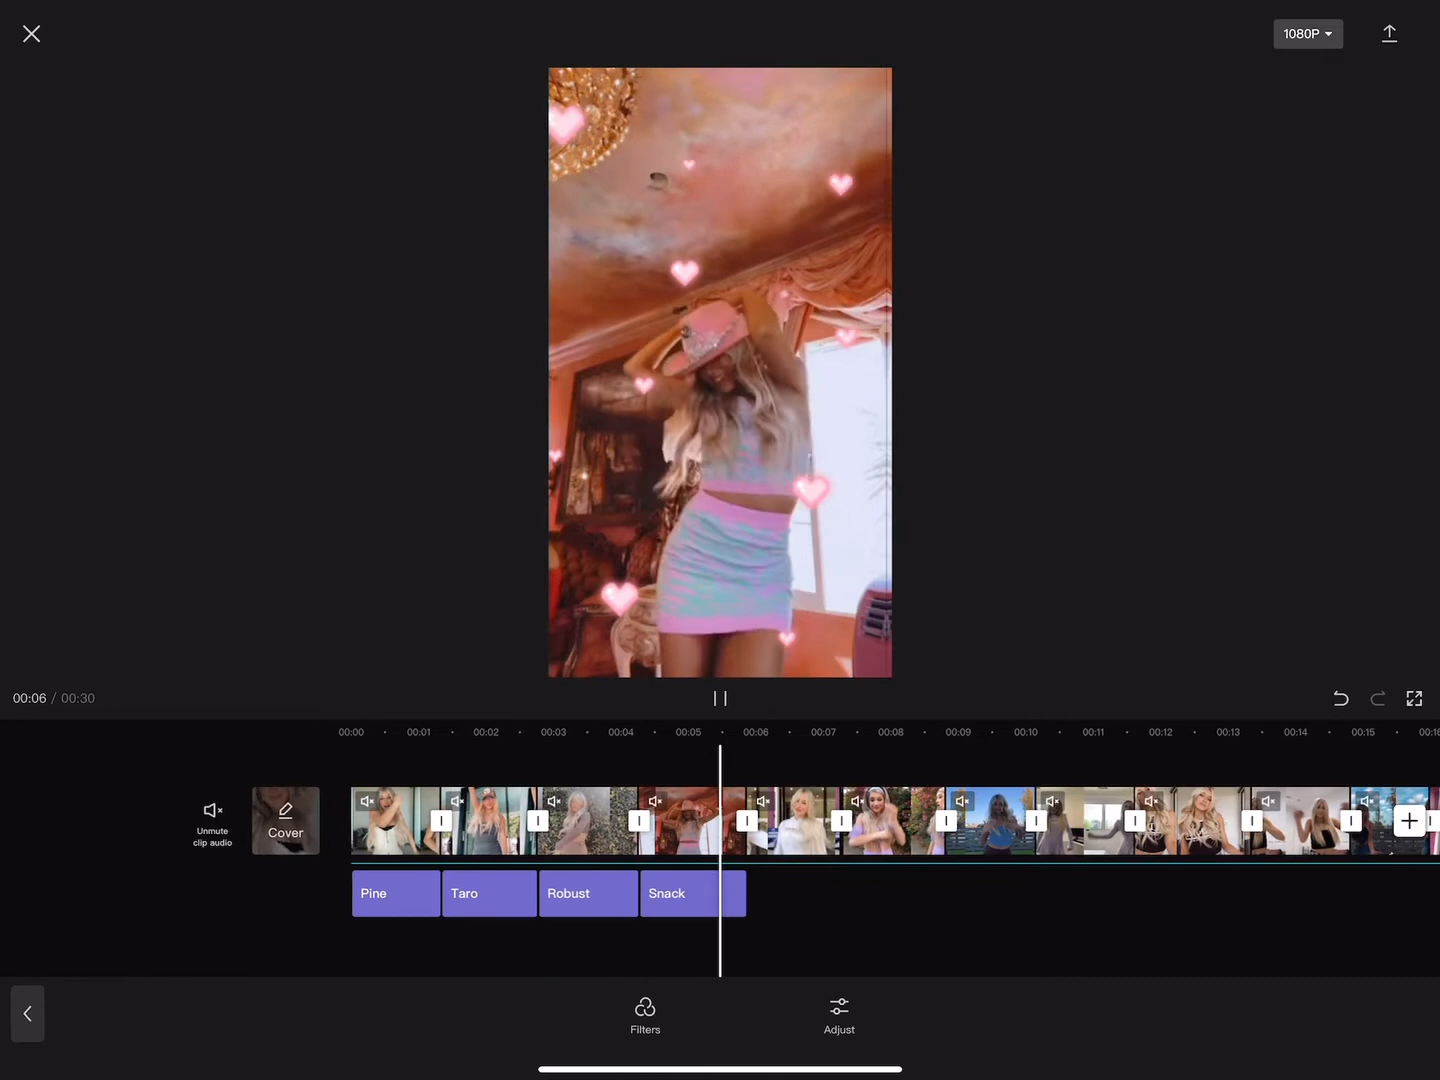 1080P
00:06 / 00:30
00:00 00:01 00:02 00:03 00:04 00:05 00:06 00:07 00:08 00:09 00:10 00:11 00:12 00:13 00:14 00:15 00:16
Unmute
clip audio
Cover
Pine Taro Robust Snack
Filters Adjust